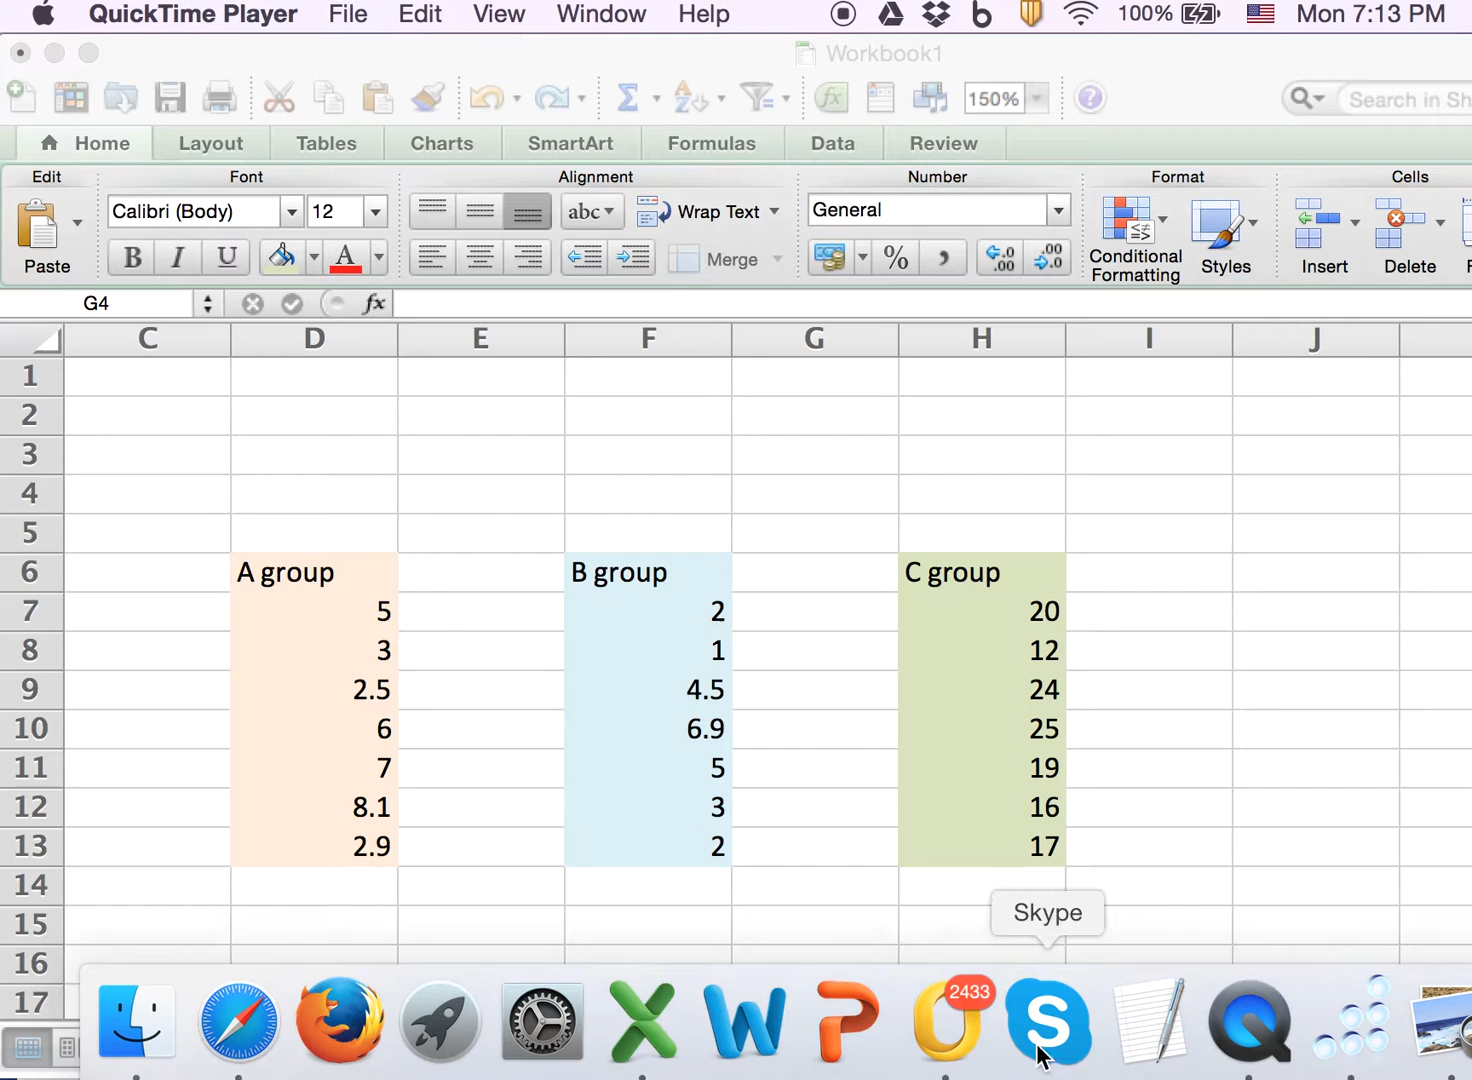 QuickTime Player File Edit View Window Help 100% Mon 7:13 PM
Workbook1
150% Search in Sh
Home Layout Tables Charts SmartArt Formulas Data Review
Edit Font Alignment Number Format Cells
Calibri (Body) 12 abc Wrap Text General
Paste B I U A Merge % , .0 .00 .00 .0 Conditional Formatting Styles Insert Delete
G4 fx
C D E F G H I J
1
2
3
4
5
6 A group B group C group
7 5 2 20
8 3 1 12
9 2.5 4.5 24
10 6 6.9 25
11 7 5 19
12 8.1 3 16
13 2.9 2 17
14
15
Skype
16
17
2433